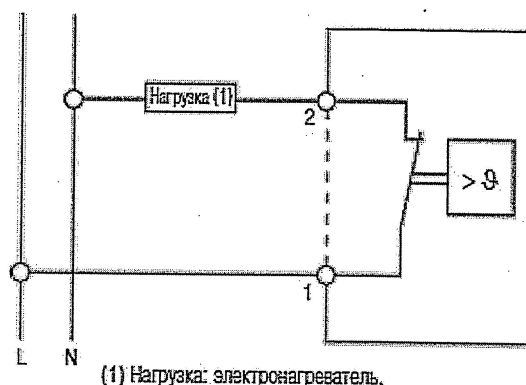 Нагрузка {1}
2
> ϑ
1
L N
(1) Нагрузка: электронагреватель.